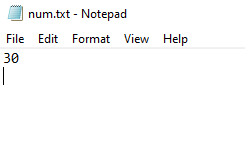 num.txt - Notepad
File Edit Format View Help
30